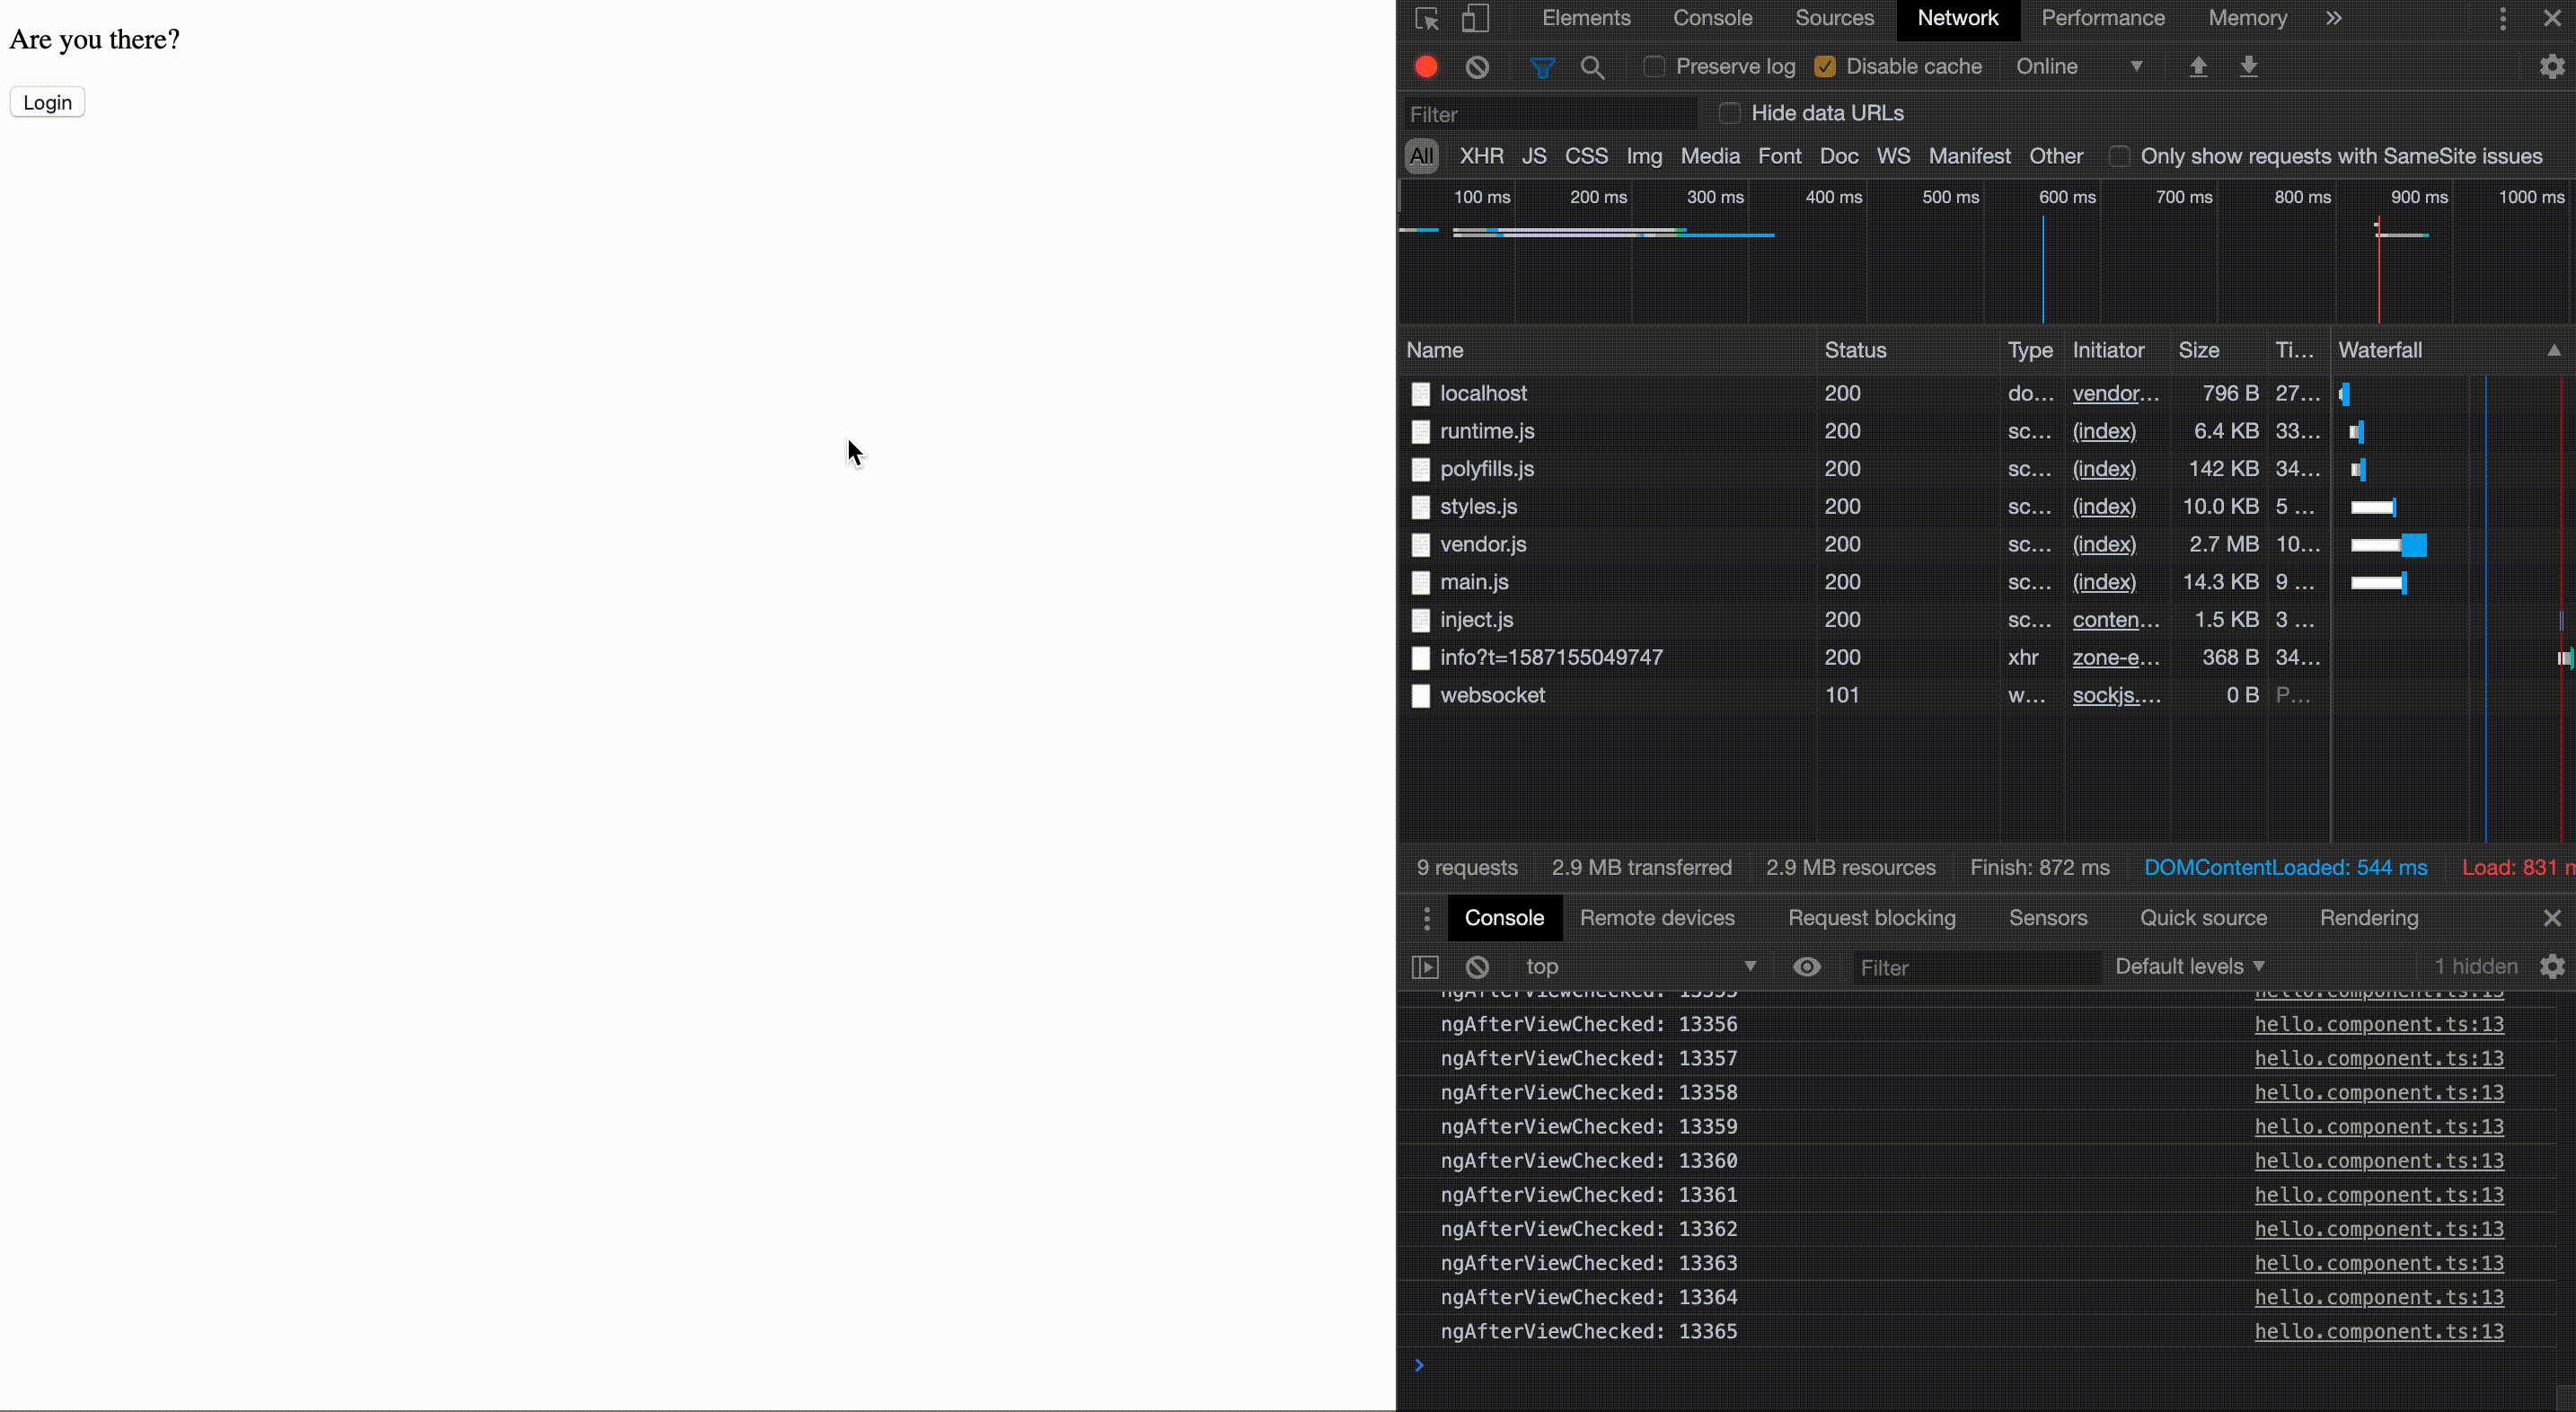 Are you there?
Login
Elements Console Sources Network Performance Memory »
Preserve log Disable cache Online
Filter Hide data URLs
All XHR JS CSS Img Media Font Doc WS Manifest Other Only show requests with SameSite issues
100 ms 200 ms 300 ms 400 ms 500 ms 600 ms 700 ms 800 ms 900 ms 1000 ms
Name Status Type Initiator Size Ti... Waterfall
localhost 200 do... vendor... 796 B 27...
runtime.js 200 sc... (index) 6.4 KB 33...
polyfills.js 200 sc... (index) 142 KB 34...
styles.js 200 sc... (index) 10.0 KB 5 ...
vendor.js 200 sc... (index) 2.7 MB 10...
main.js 200 sc... (index) 14.3 KB 9 ...
inject.js 200 sc... conten... 1.5 KB 3 ...
info?t=1587155049747 200 xhr zone-e... 368 B 34...
websocket 101 w... sockjs.... 0 B P...
9 requests 2.9 MB transferred 2.9 MB resources Finish: 872 ms DOMContentLoaded: 544 ms Load: 831 m
Console Remote devices Request blocking Sensors Quick source Rendering
top Filter Default levels 1 hidden
ngAfterViewChecked: 13355 hello.component.ts:13
ngAfterViewChecked: 13356 hello.component.ts:13
ngAfterViewChecked: 13357 hello.component.ts:13
ngAfterViewChecked: 13358 hello.component.ts:13
ngAfterViewChecked: 13359 hello.component.ts:13
ngAfterViewChecked: 13360 hello.component.ts:13
ngAfterViewChecked: 13361 hello.component.ts:13
ngAfterViewChecked: 13362 hello.component.ts:13
ngAfterViewChecked: 13363 hello.component.ts:13
ngAfterViewChecked: 13364 hello.component.ts:13
ngAfterViewChecked: 13365 hello.component.ts:13